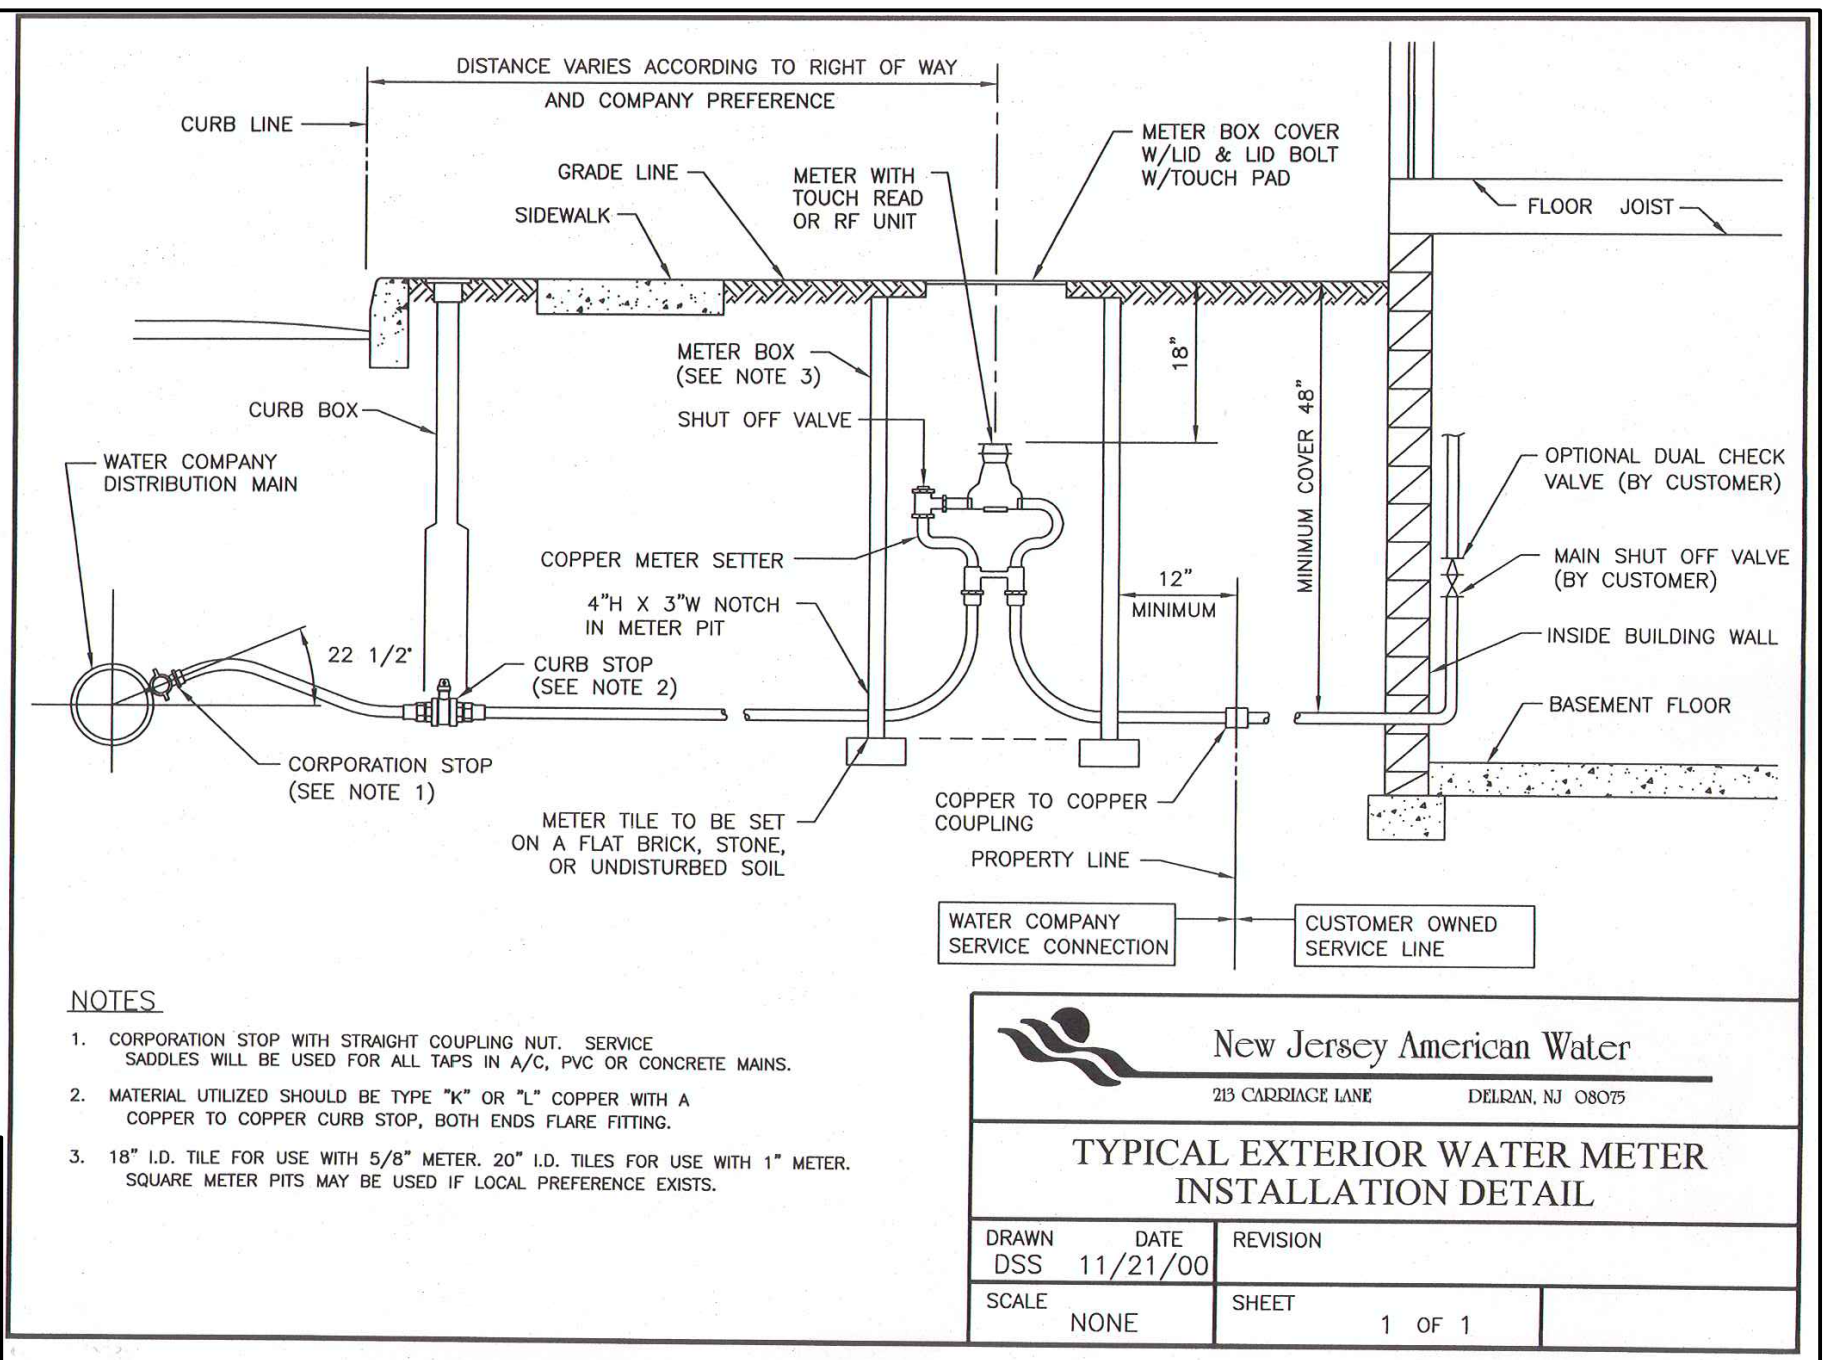 DISTANCE VARIES ACCORDING TO RIGHT OF WAY
AND COMPANY PREFERENCE
CURB LINE
METER BOX COVER
W/LID & LID BOLT
W/TOUCH PAD
GRADE LINE
METER WITH
TOUCH READ
OR RF UNIT
SIDEWALK
FLOOR JOIST
METER BOX
(SEE NOTE 3)
18"
CURB BOX
SHUT OFF VALVE
MINIMUM COVER 48"
WATER COMPANY
DISTRIBUTION MAIN
OPTIONAL DUAL CHECK
VALVE (BY CUSTOMER)
COPPER METER SETTER
MAIN SHUT OFF VALVE
(BY CUSTOMER)
12"
MINIMUM
4"H X 3"W NOTCH
IN METER PIT
INSIDE BUILDING WALL
22 1/2°
CURB STOP
(SEE NOTE 2)
BASEMENT FLOOR
CORPORATION STOP
(SEE NOTE 1)
COPPER TO COPPER
COUPLING
METER TILE TO BE SET
ON A FLAT BRICK, STONE,
OR UNDISTURBED SOIL
PROPERTY LINE
WATER COMPANY
SERVICE CONNECTION
CUSTOMER OWNED
SERVICE LINE
NOTES
1. CORPORATION STOP WITH STRAIGHT COUPLING NUT. SERVICE
SADDLES WILL BE USED FOR ALL TAPS IN A/C, PVC OR CONCRETE MAINS.
2. MATERIAL UTILIZED SHOULD BE TYPE "K" OR "L" COPPER WITH A
COPPER TO COPPER CURB STOP, BOTH ENDS FLARE FITTING.
3. 18" I.D. TILE FOR USE WITH 5/8" METER. 20" I.D. TILES FOR USE WITH 1" METER.
SQUARE METER PITS MAY BE USED IF LOCAL PREFERENCE EXISTS.
New Jersey American Water
213 CARRIAGE LANE DELRAN, NJ 08075
TYPICAL EXTERIOR WATER METER
INSTALLATION DETAIL
DRAWN DATE REVISION
DSS 11/21/00
SCALE SHEET
NONE 1 OF 1